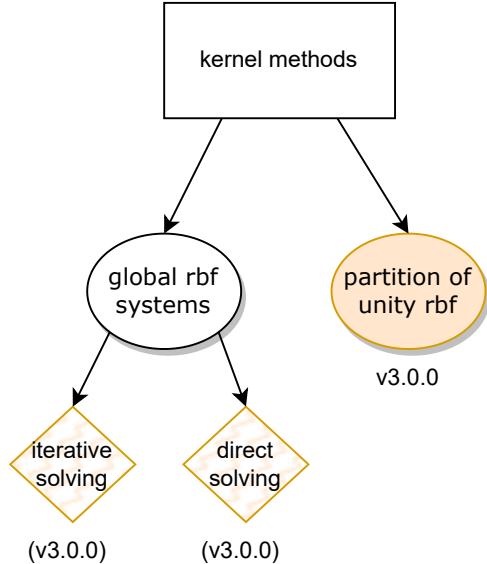 kernel methods
global rbf
systems
partition of
unity rbf
v3.0.0
iterative
solving
direct
solving
(v3.0.0)
(v3.0.0)